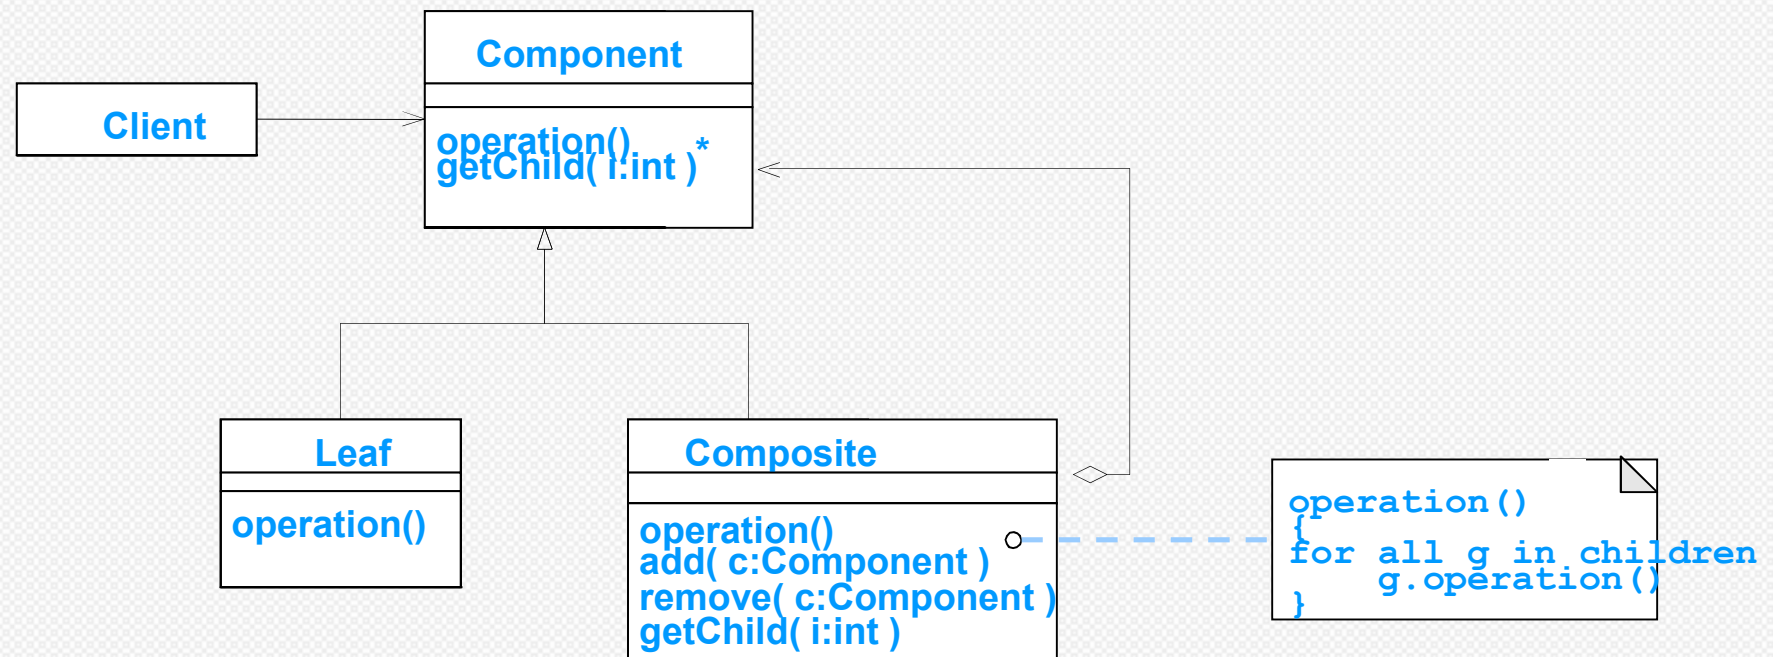 Component
Client
operation()
*
getChild( i:int )
Leaf
operation()
Composite
operation()
add( c:Component )
remove( c:Component )
getChild( i:int )
operation()
{
for all g in children
g.operation()
}